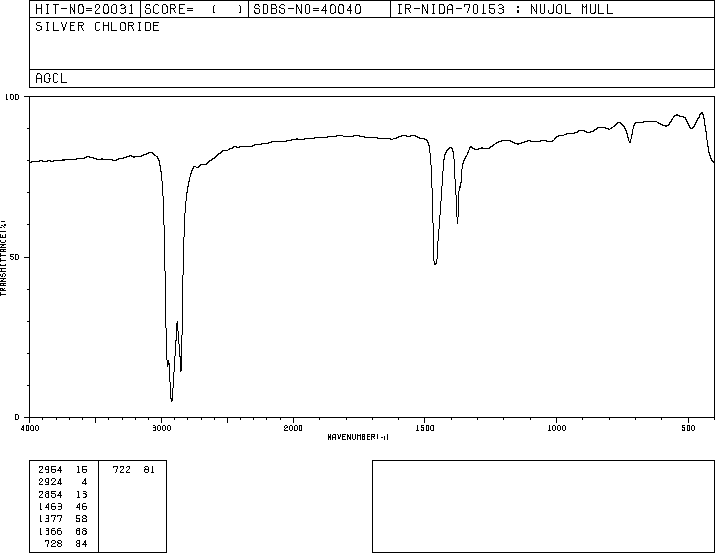 HIT-NO=20031 SCORE= ( ) SDBS-NO=40040 IR-NIDA-70153 : NUJOL MULL
SILVER CHLORIDE
AGCL
100
TRANSMITTANCE(%)
50
0
4000 3000 2000 1500 1000 500
WAVENUMBER(-1)
2964 16 722 81
2924 4
2854 13
1463 46
1377 58
1366 66
728 84